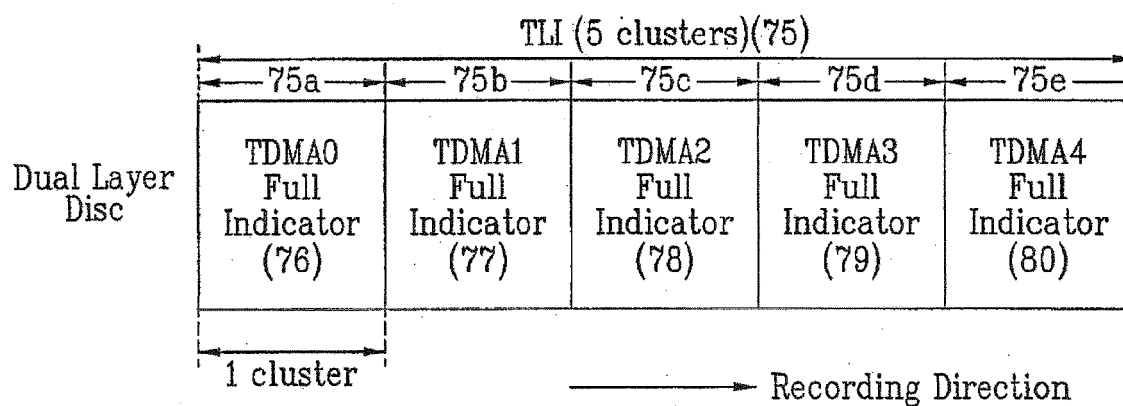 TLI (5 clusters)(75)
75a 75b 75c 75d 75e
Dual Layer
Disc
TDMA0
Full
Indicator
(76)
TDMA1
Full
Indicator
(77)
TDMA2
Full
Indicator
(78)
TDMA3
Full
Indicator
(79)
TDMA4
Full
Indicator
(80)
1 cluster
Recording Direction